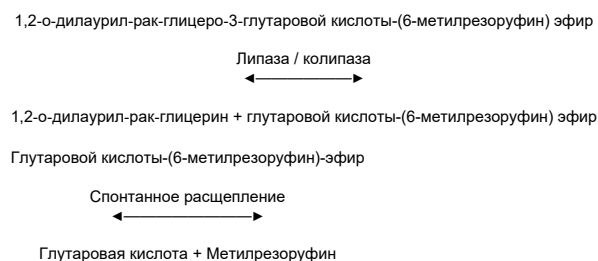 1,2-о-дилаурил-рак-глицеро-3-глутаровой кислоты-(6-метилрезоруфин) эфир
Липаза / колипаза
1,2-о-дилаурил-рак-глицерин + глутаровой кислоты-(6-метилрезоруфин) эфир
Глутаровой кислоты-(6-метилрезоруфин)-эфир
Спонтанное расщепление
Глутаровая кислота + Метилрезоруфин